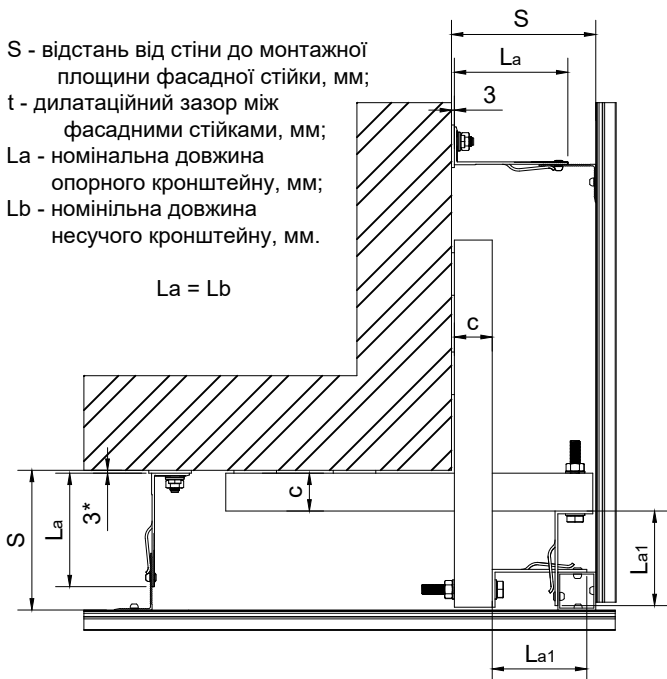 S - відстань від стіни до монтажної
площини фасадної стійки, мм;
t - дилатаційний зазор між
фасадними стійками, мм;
La - номінальна довжина
опорного кронштейну, мм;
Lb - номінільна довжина
несучого кронштейну, мм.
La = Lb
S
La
3
c
c
S
La
3*
La1
La1